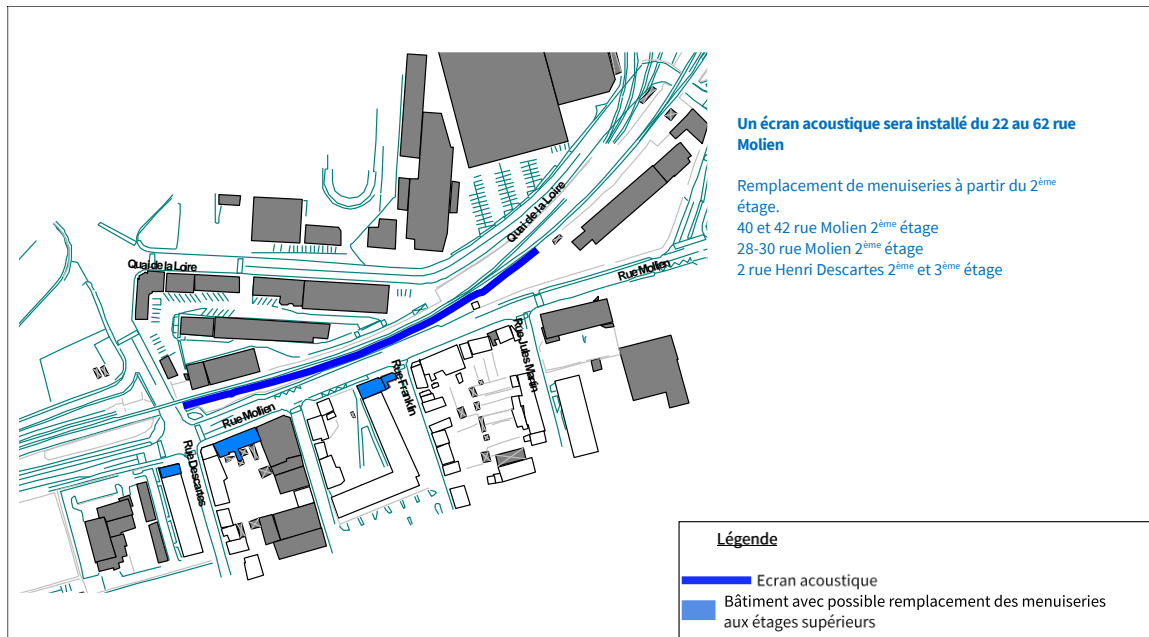 Un écran acoustique sera installé du 22 au 62 rue
Molien
Remplacement de menuiseries à partir du 2ème
étage.
40 et 42 rue Molien 2ème étage
28-30 rue Molien 2ème étage
2 rue Henri Descartes 2ème et 3ème étage
Quai de la Loire
Quai de la Loire
Rue Mollien
Rue Jules Martin
Rue Franklin
Rue Mollien
Rue Descartes
Légende
Ecran acoustique
Bâtiment avec possible remplacement des menuiseries
aux étages supérieurs